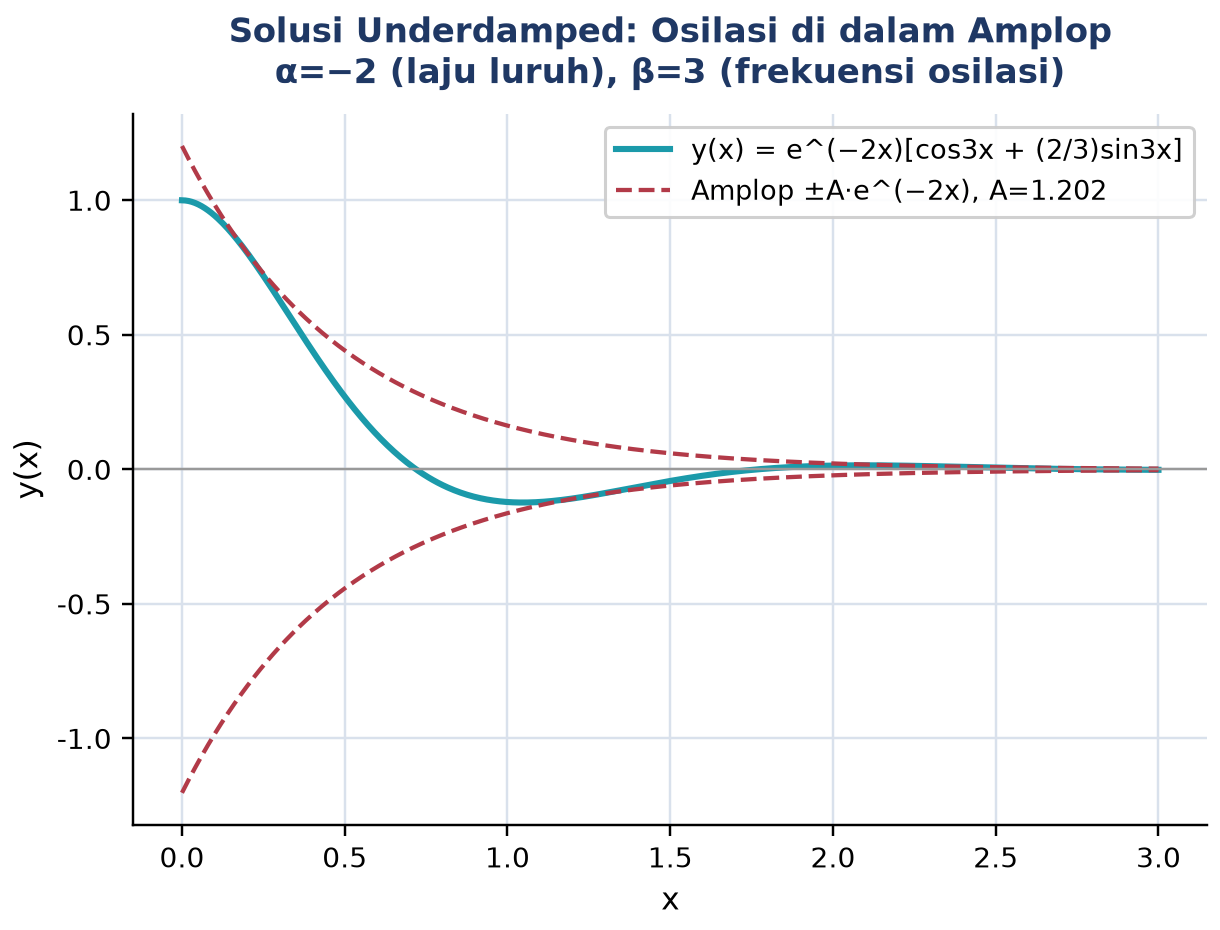 Solusi Underdamped: Osilasi di dalam Amplop
α=−2 (laju luruh), β=3 (frekuensi osilasi)
y(x) = e^(−2x)[cos3x + (2/3)sin3x]
Amplop ±A·e^(−2x), A=1.202
y(x)
1.0
0.5
0.0
-0.5
-1.0
0.0 0.5 1.0 1.5 2.0 2.5 3.0
x